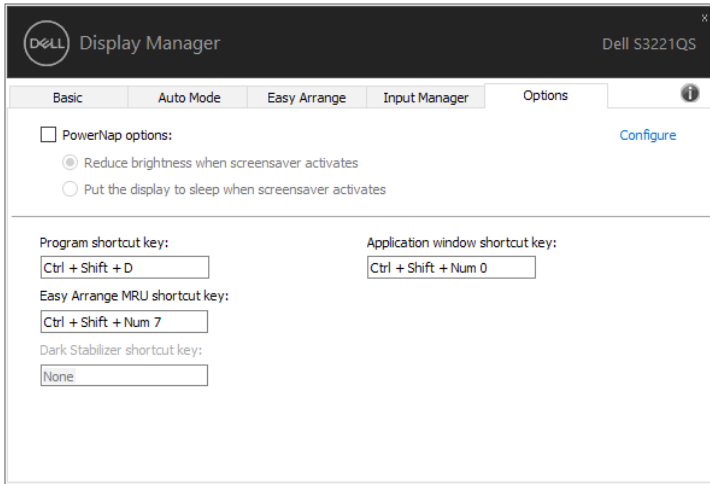 x
DELL Display Manager Dell S3221QS
Basic Auto Mode Easy Arrange Input Manager Options i
PowerNap options: Configure
Reduce brightness when screensaver activates
Put the display to sleep when screensaver activates
Program shortcut key: Application window shortcut key:
Ctrl + Shift + D Ctrl + Shift + Num 0
Easy Arrange MRU shortcut key:
Ctrl + Shift + Num 7
Dark Stabilizer shortcut key:
None